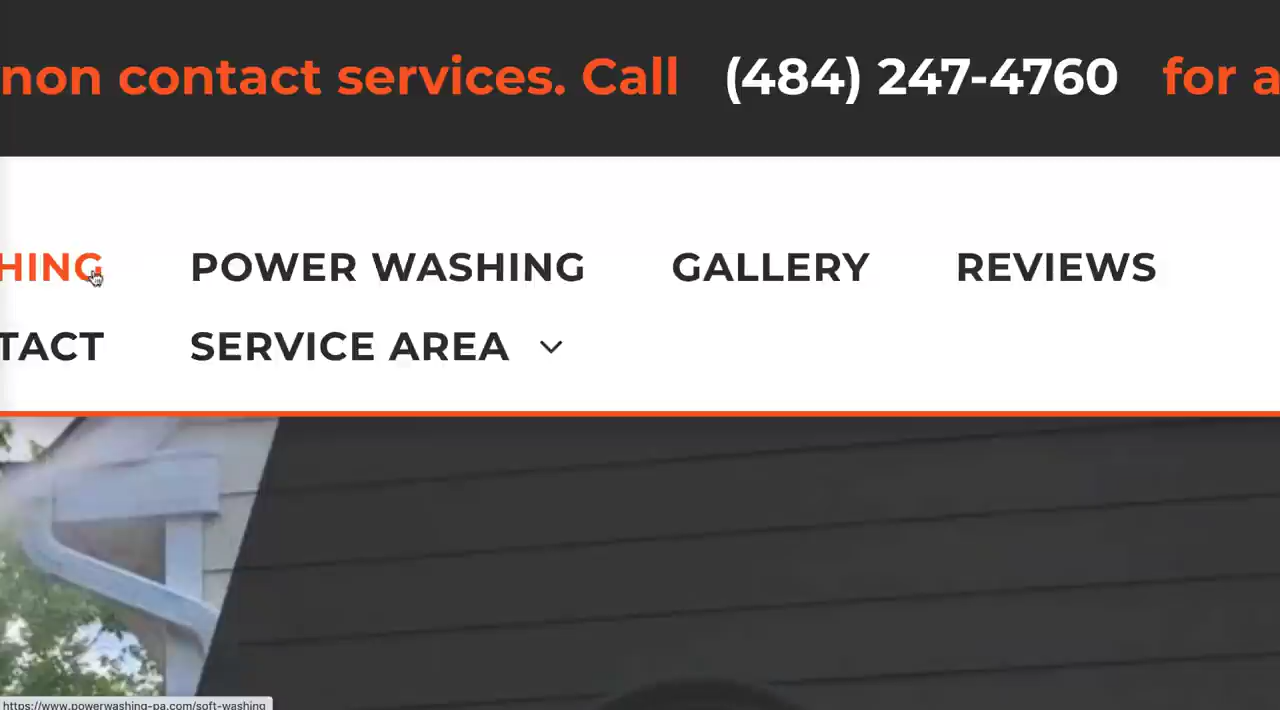 non contact services. Call (484) 247-4760 for a
HING POWER WASHING GALLERY REVIEWS
TACT SERVICE AREA
https://www.powerwashing-pa.com/soft-washing